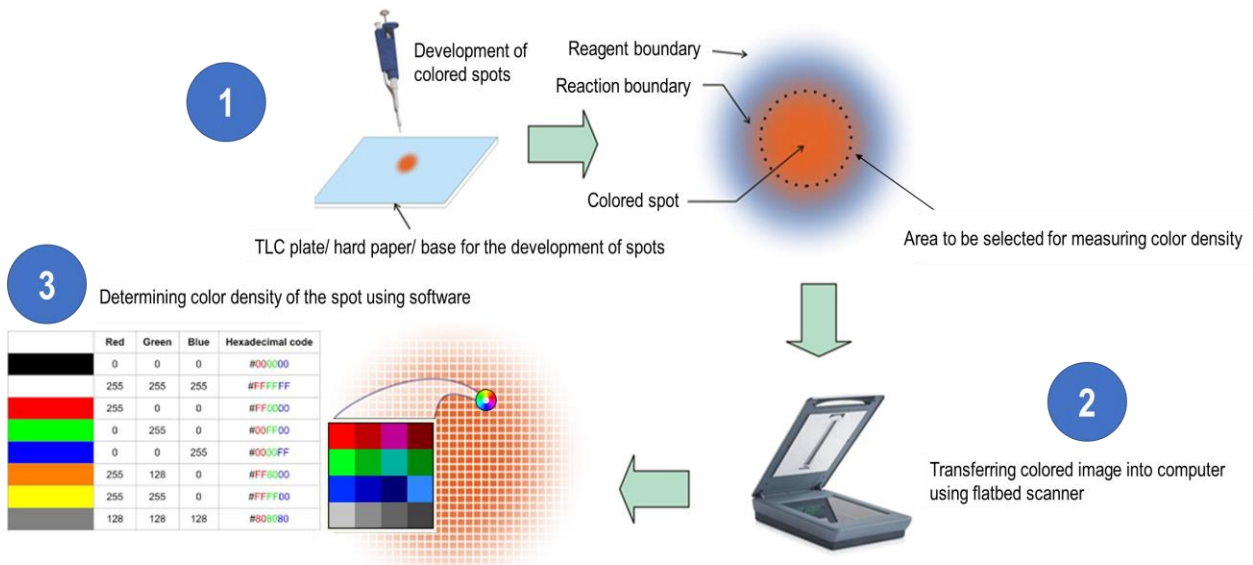 1
Development of
colored spots
Reagent boundary
Reaction boundary
Colored spot
Area to be selected for measuring color density
TLC plate/ hard paper/ base for the development of spots
2
Transferring colored image into computer
using flatbed scanner
3
Determining color density of the spot using software
Red Green Blue Hexadecimal code
0 0 0 #000000
255 255 255 #FFFFFF
255 0 0 #FF0000
0 255 0 #00FF00
0 0 255 #0000FF
255 128 0 #FF8000
255 255 0 #FFFF00
128 128 128 #808080